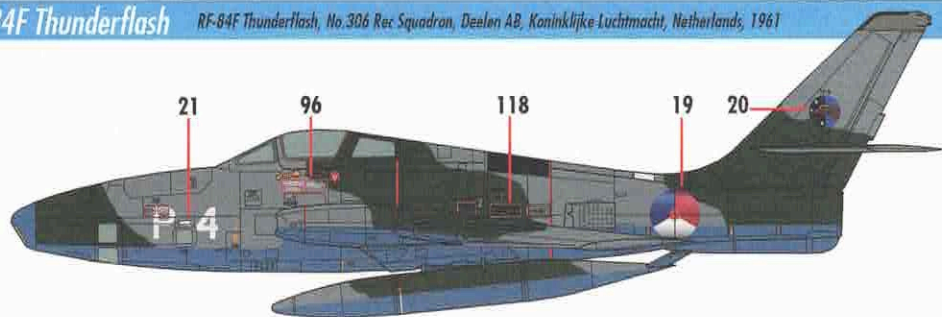 4F Thunderflash RF-84F Thunderflash, No.306 Rec Squadron, Deelen AB, Koninklijke Luchtmacht, Netherlands, 1961
21 96 118 19 20
P-4